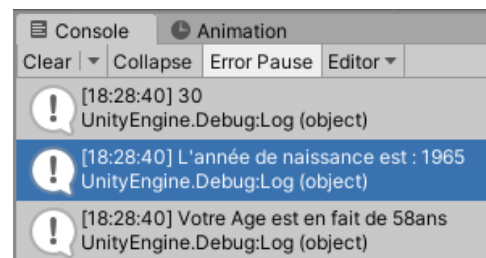 Console Animation
Clear Collapse Error Pause Editor
[18:28:40] 30
UnityEngine.Debug:Log (object)
[18:28:40] L'année de naissance est : 1965
UnityEngine.Debug:Log (object)
[18:28:40] Votre Age est en fait de 58ans
UnityEngine.Debug:Log (object)